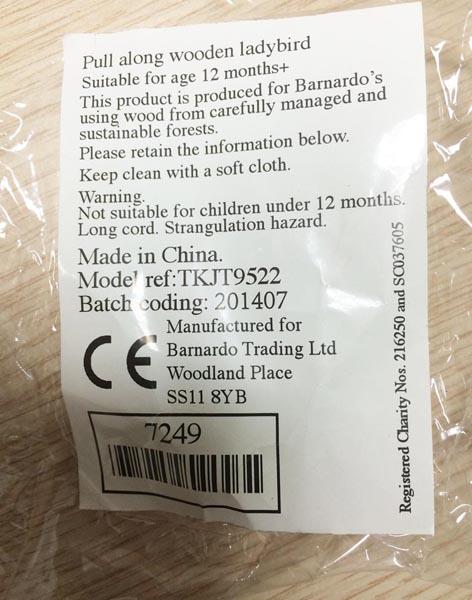 Pull along wooden ladybird
Suitable for age 12 months+
This product is produced for Barnardo's
using wood from carefully managed and
sustainable forests.
Please retain the information below.
Keep clean with a soft cloth.
Warning.
Not suitable for children under 12 months.
Long cord. Strangulation hazard.
Made in China.
Model ref:TKJT9522
Batch coding: 201407
CE
Manufactured for
Barnardo Trading Ltd
Woodland Place
SS11 8YB
7249
Registered Charity Nos. 216250 and SC037605